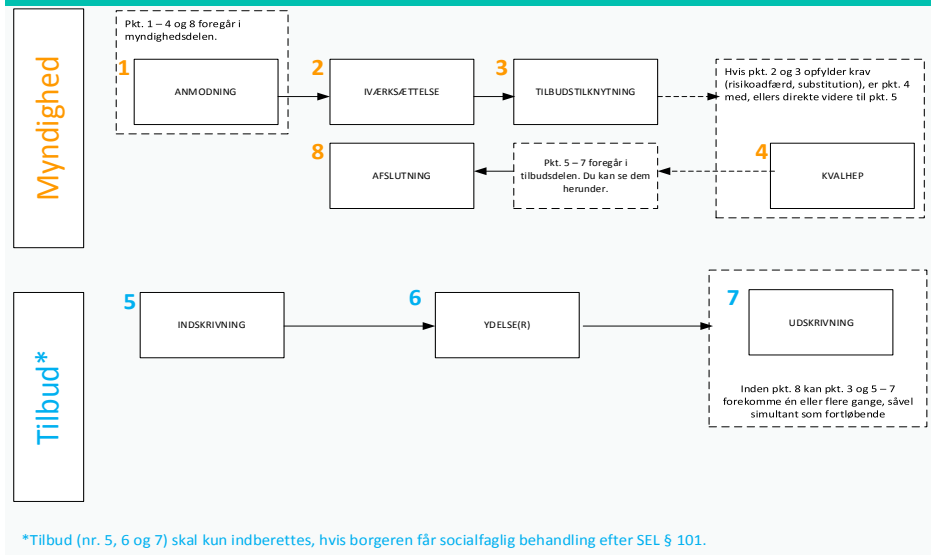 Myndighed
Pkt. 1 – 4 og 8 foregår i
myndighedsdelen.
1
ANMODNING
2
IVÆRKSÆTTELSE
3
TILBUDSTILKNYTNING
Hvis pkt. 2 og 3 opfylder krav
(risikoadfærd, substitution), er pkt. 4
med, ellers direkte videre til pkt. 5
4
KVALHEP
Pkt. 5 – 7 foregår i
tilbudsdelen. Du kan se dem
herunder.
8
AFSLUTNING
Tilbud*
5
INDSKRIVNING
6
YDELSE(R)
7
UDSKRIVNING
Inden pkt. 8 kan pkt. 3 og 5 – 7
forekomme én eller flere gange, såvel
simultant som fortløbende
*Tilbud (nr. 5, 6 og 7) skal kun indberettes, hvis borgeren får socialfaglig behandling efter SEL § 101.